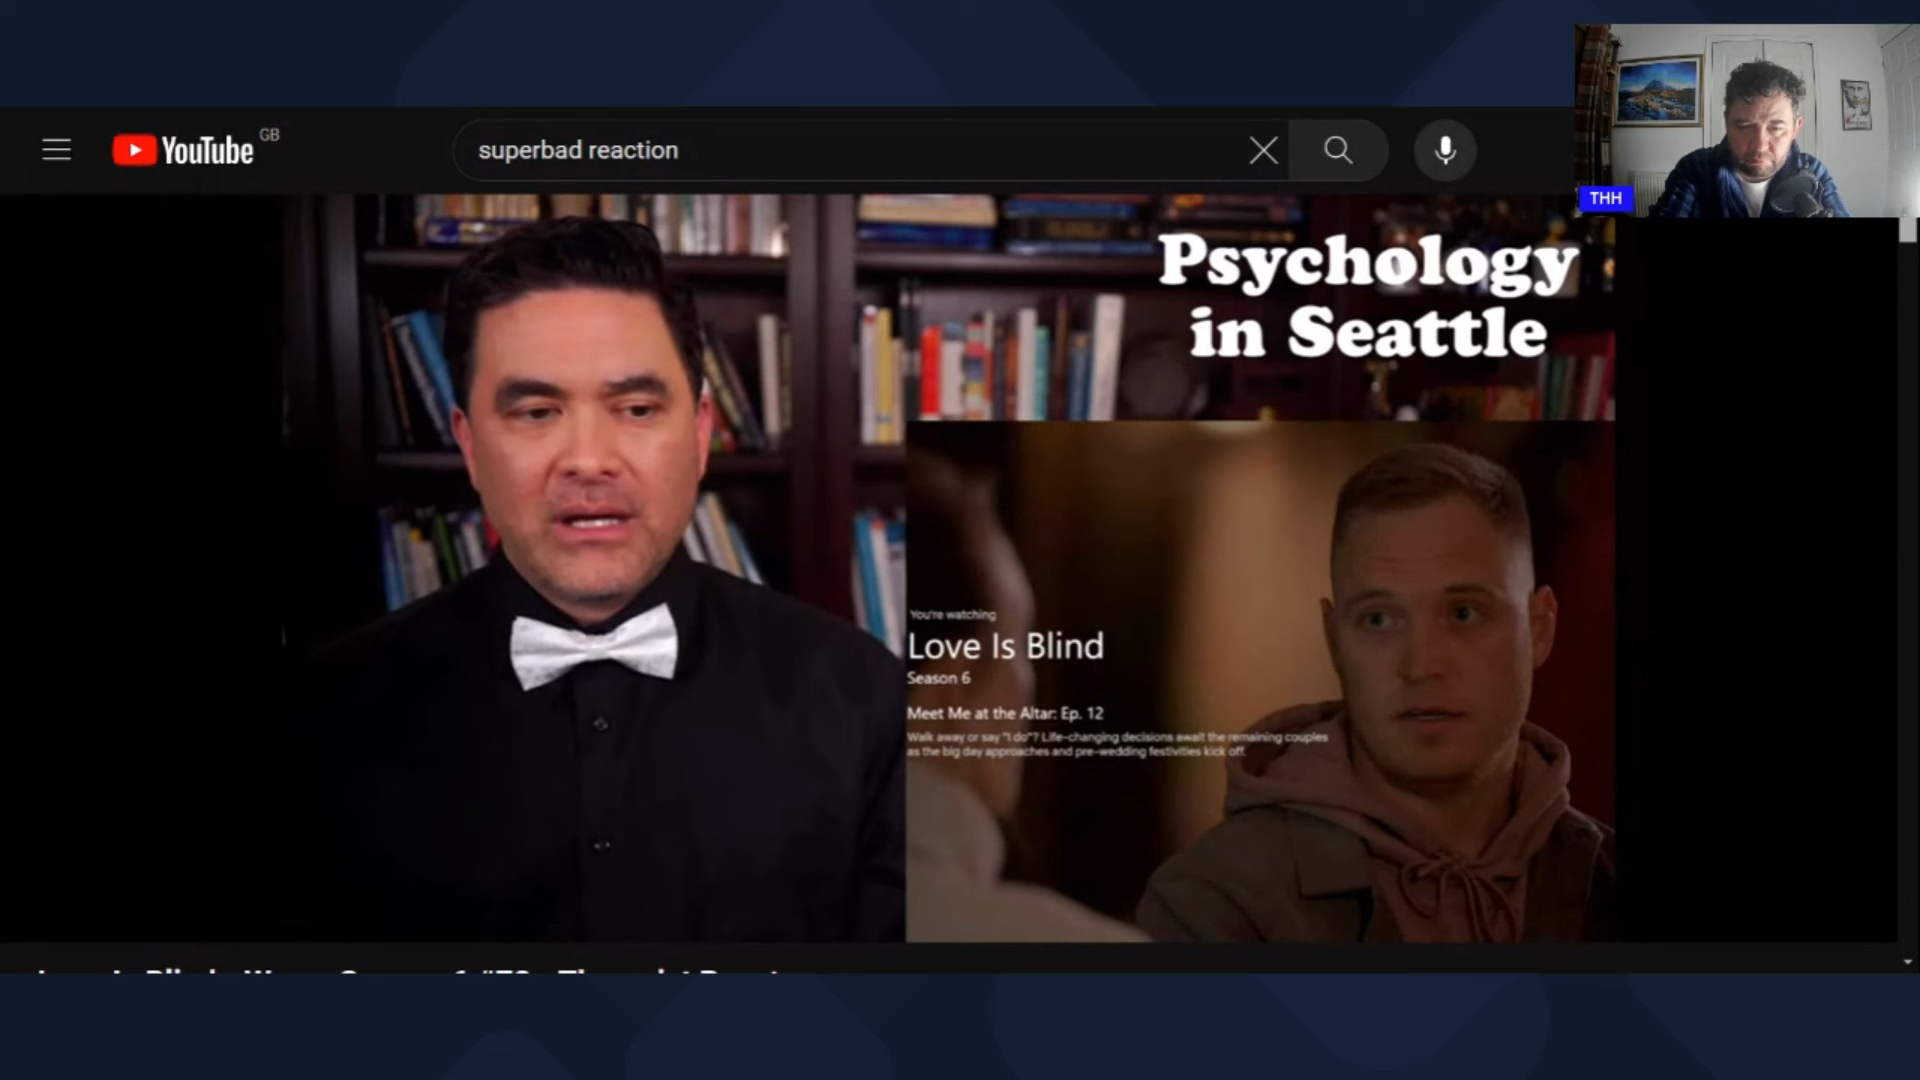 YouTube GB
superbad reaction
THH
Psychology
in Seattle
You're watching
Love Is Blind
Season 6
Meet Me at the Altar: Ep. 12
Walk away or say "I do"? Life-changing decisions await the remaining couples
as the big day approaches and pre-wedding festivities kick off.